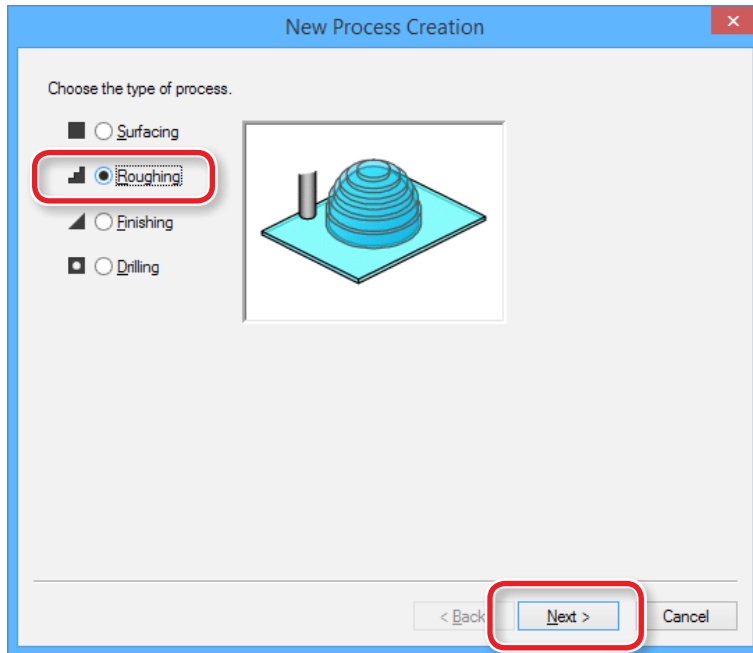 New Process Creation
Choose the type of process.
Surfacing
Roughing
Finishing
Drilling
< Back
Next >
Cancel